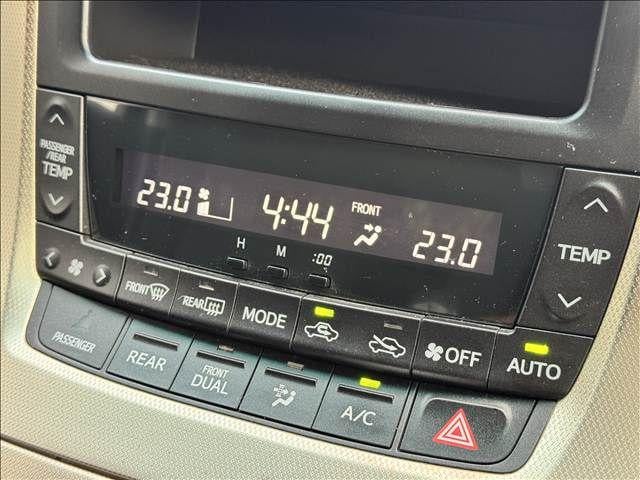 PASSENGER
/REAR
TEMP
23.0 4:44 FRONT 23.0
H M :00
TEMP
FRONT REAR MODE OFF AUTO
PASSENGER REAR FRONT
DUAL A/C